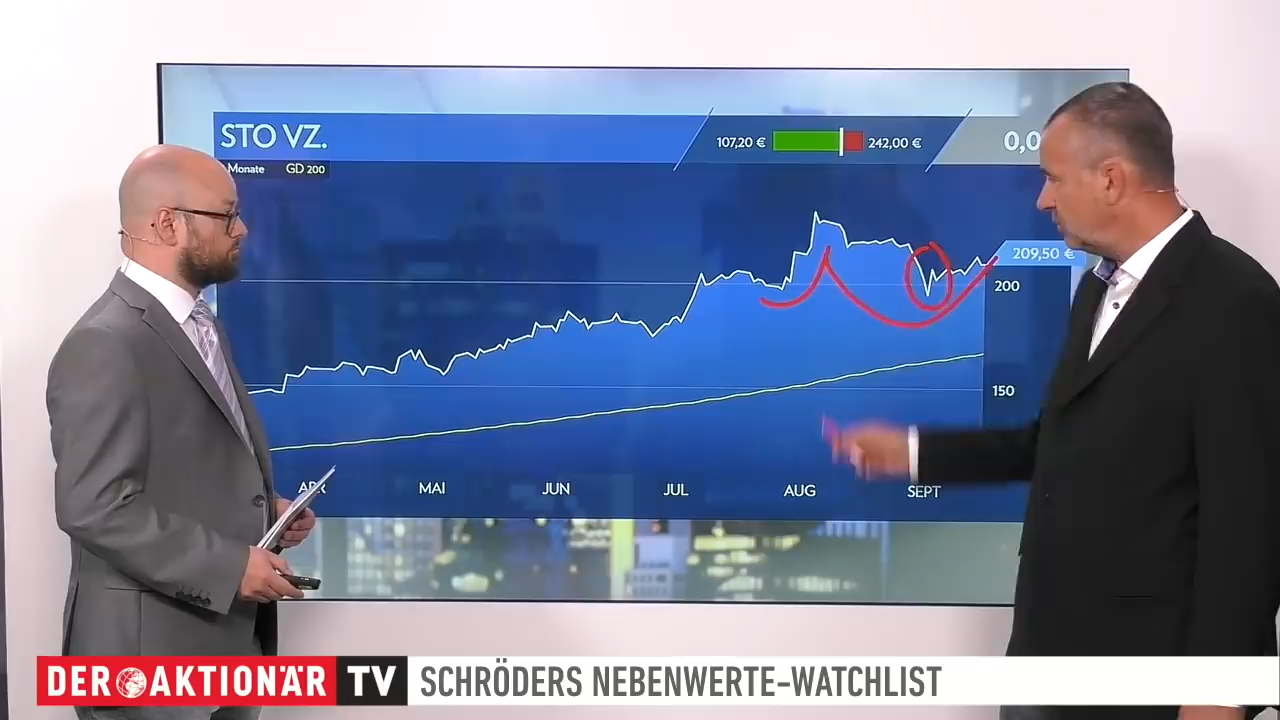 STO VZ.
107,20 €
242,00 €
0,0
Monate GD 200
209,50 €
200
150
APR MAI JUN JUL AUG SEPT
DER AKTIONÄR TV
SCHRÖDERS NEBENWERTE-WATCHLIST